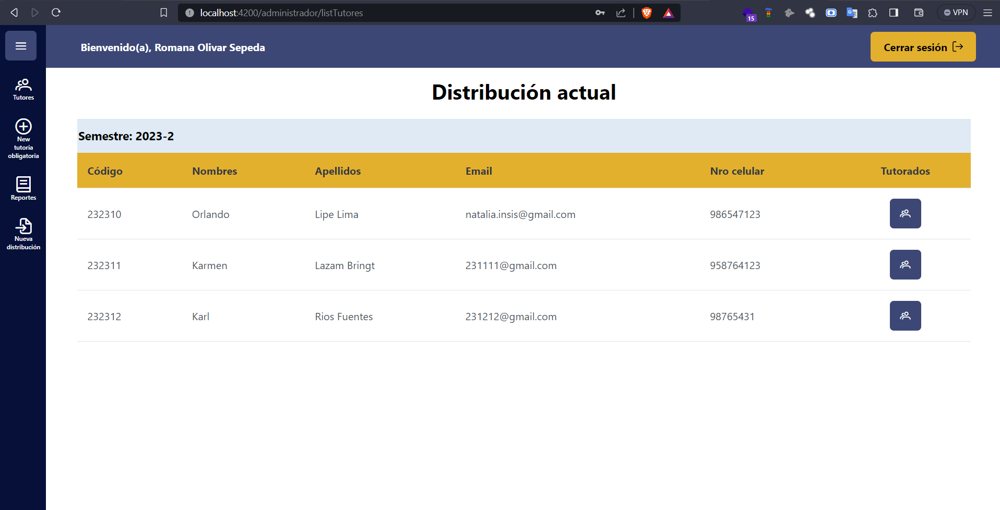 localhost:4200/administrador/listTutores
15
VPN
Bienvenido(a), Romana Olivar Sepeda
Cerrar sesión
Tutores
New
tutoria
obligatoria
Reportes
Nueva
distribución
Distribución actual
Semestre: 2023-2
Código Nombres Apellidos Email Nro celular Tutorados
232310 Orlando Lipe Lima natalia.insis@gmail.com 986547123
232311 Karmen Lazam Bringt 231111@gmail.com 958764123
232312 Karl Rios Fuentes 231212@gmail.com 98765431